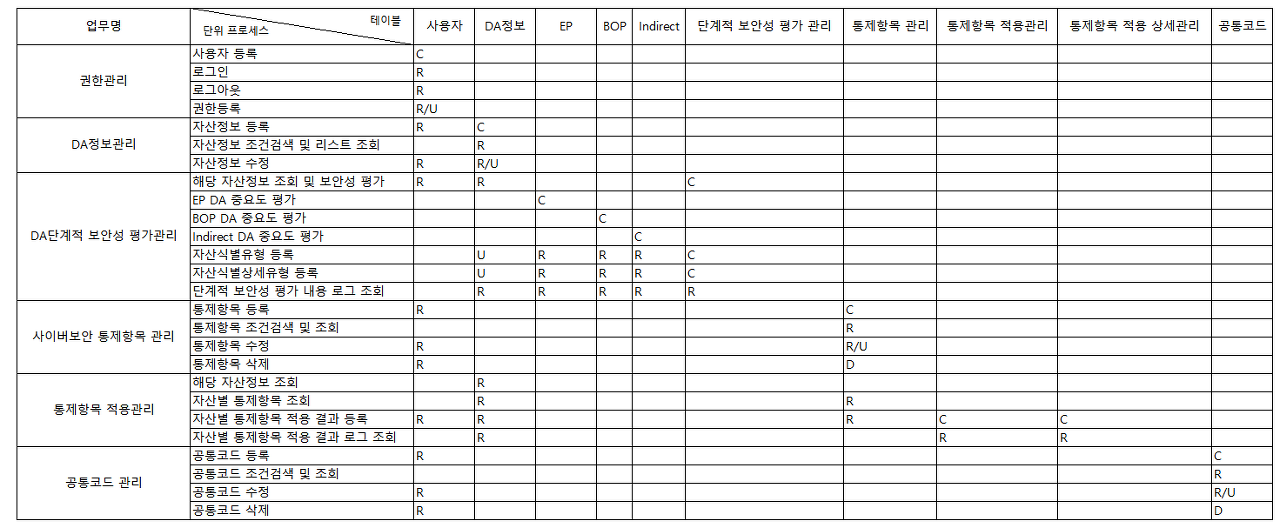 업무명 단위 프로세스 테이블 사용자 DA정보 EP BOP Indirect 단계적 보안성 평가 관리 통제항목 관리 통제항목 적용관리 통제항목 적용 상세관리 공통코드
권한관리
사용자 등록 C
로그인 R
로그아웃 R
권한등록 R/U
DA정보관리
자산정보 등록 R C
자산정보 조건검색 및 리스트 조회 R
자산정보 수정 R R/U
DA단계적 보안성 평가관리
해당 자산정보 조회 및 보안성 평가 R R C
EP DA 중요도 평가 C
BOP DA 중요도 평가 C
Indirect DA 중요도 평가 C
자산식별유형 등록 U R R R C
자산식별상세유형 등록 U R R R C
단계적 보안성 평가 내용 로그 조회 R R R R R
사이버보안 통제항목 관리
통제항목 등록 R C
통제항목 조건검색 및 조회 R
통제항목 수정 R R/U
통제항목 삭제 R D
통제항목 적용관리
해당 자산정보 조회 R
자산별 통제항목 조회 R R
자산별 통제항목 적용 결과 등록 R R R C C
자산별 통제항목 적용 결과 로그 조회 R R R
공통코드 관리
공통코드 등록 R C
공통코드 조건검색 및 조회 R
공통코드 수정 R R/U
공통코드 삭제 R D